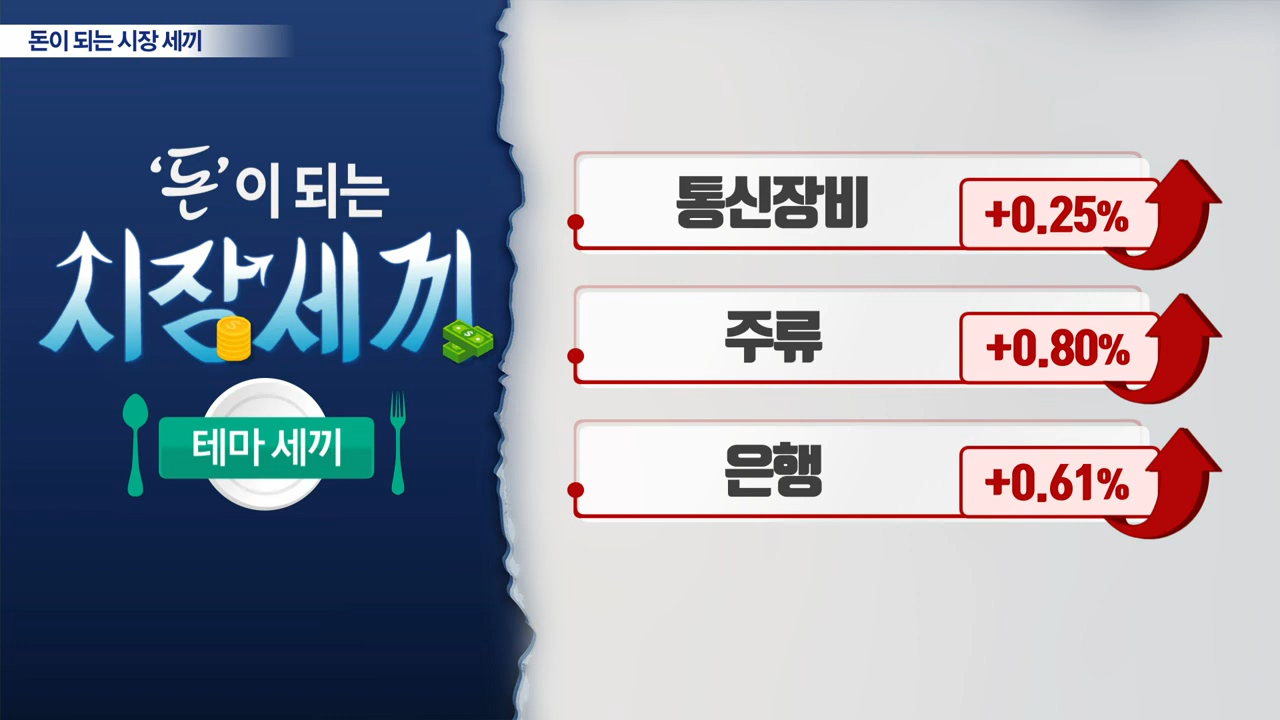 돈이 되는 시장 세끼
‘돈’이 되는
시장세끼
테마 세끼
통신장비
+0.25%
주류
+0.80%
은행
+0.61%